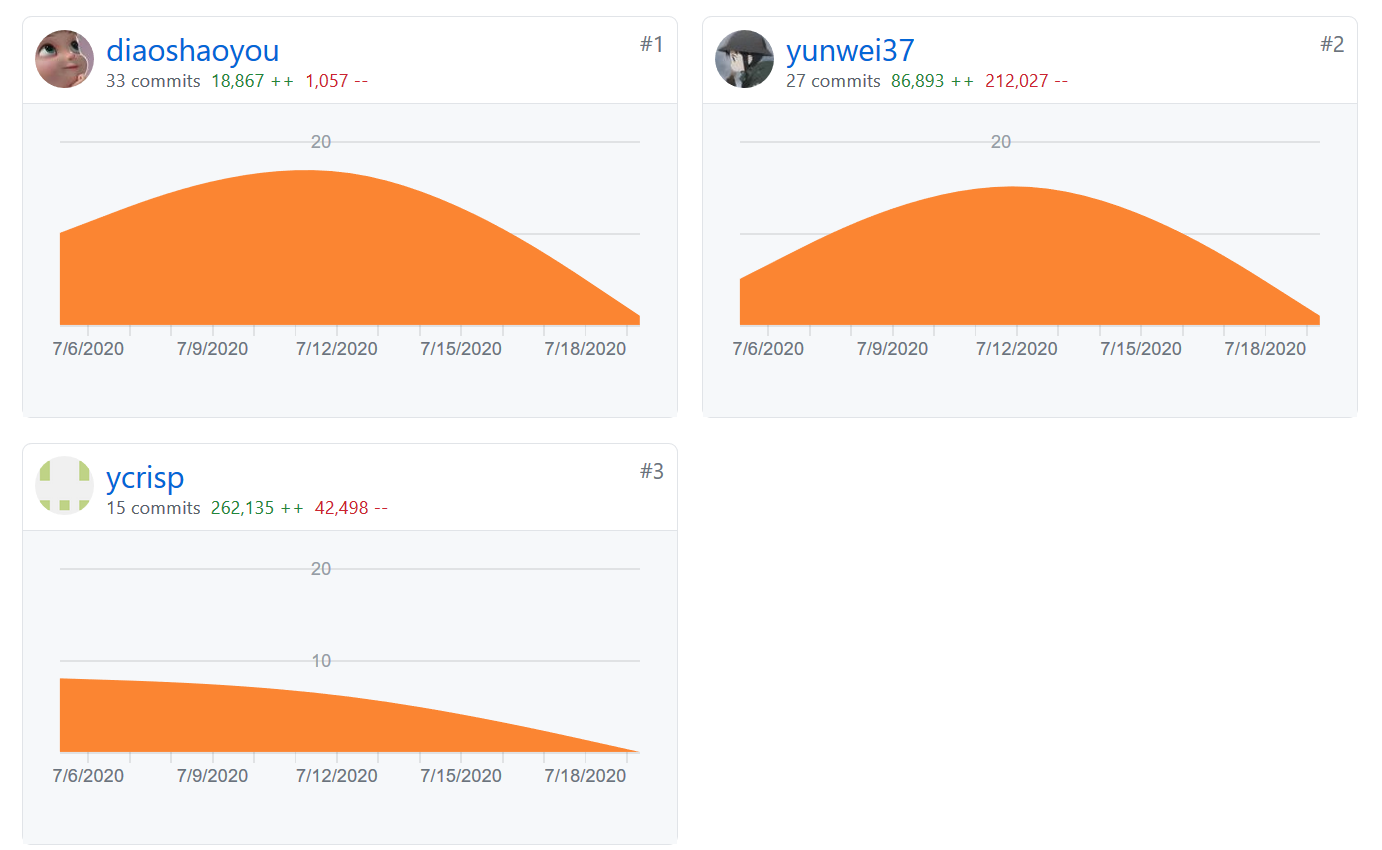 diaoshaoyou
#1
33 commits 18,867 ++ 1,057 --
20
7/6/2020 7/9/2020 7/12/2020 7/15/2020 7/18/2020
yunwei37
#2
27 commits 86,893 ++ 212,027 --
20
7/6/2020 7/9/2020 7/12/2020 7/15/2020 7/18/2020
ycrisp
#3
15 commits 262,135 ++ 42,498 --
20
10
7/6/2020 7/9/2020 7/12/2020 7/15/2020 7/18/2020